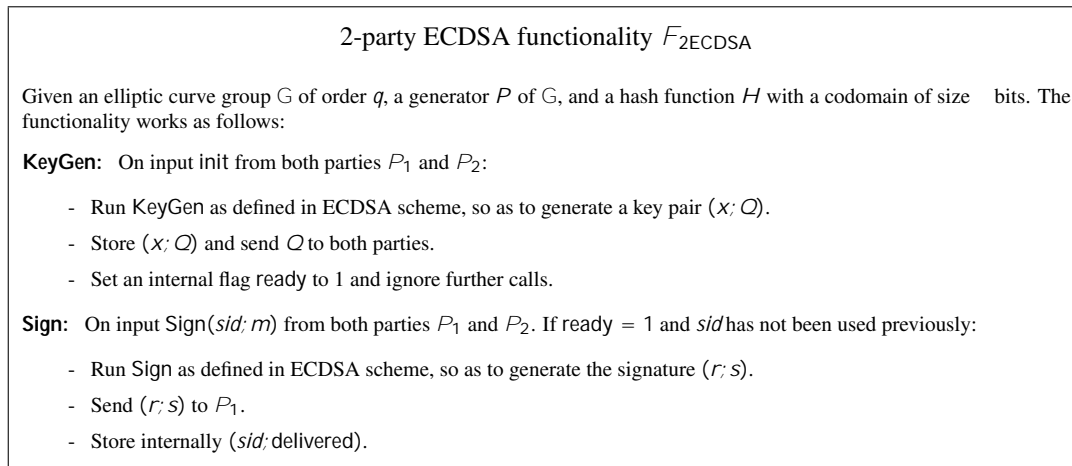 2-party ECDSA functionality F2ECDSA
Given an elliptic curve group G of order q, a generator P of G, and a hash function H with a codomain of size bits. The
functionality works as follows:
KeyGen: On input init from both parties P1 and P2:
- Run KeyGen as defined in ECDSA scheme, so as to generate a key pair (x; Q).
- Store (x; Q) and send Q to both parties.
- Set an internal flag ready to 1 and ignore further calls.
Sign: On input Sign(sid; m) from both parties P1 and P2. If ready = 1 and sid has not been used previously:
- Run Sign as defined in ECDSA scheme, so as to generate the signature (r; s).
- Send (r; s) to P1.
- Store internally (sid; delivered).